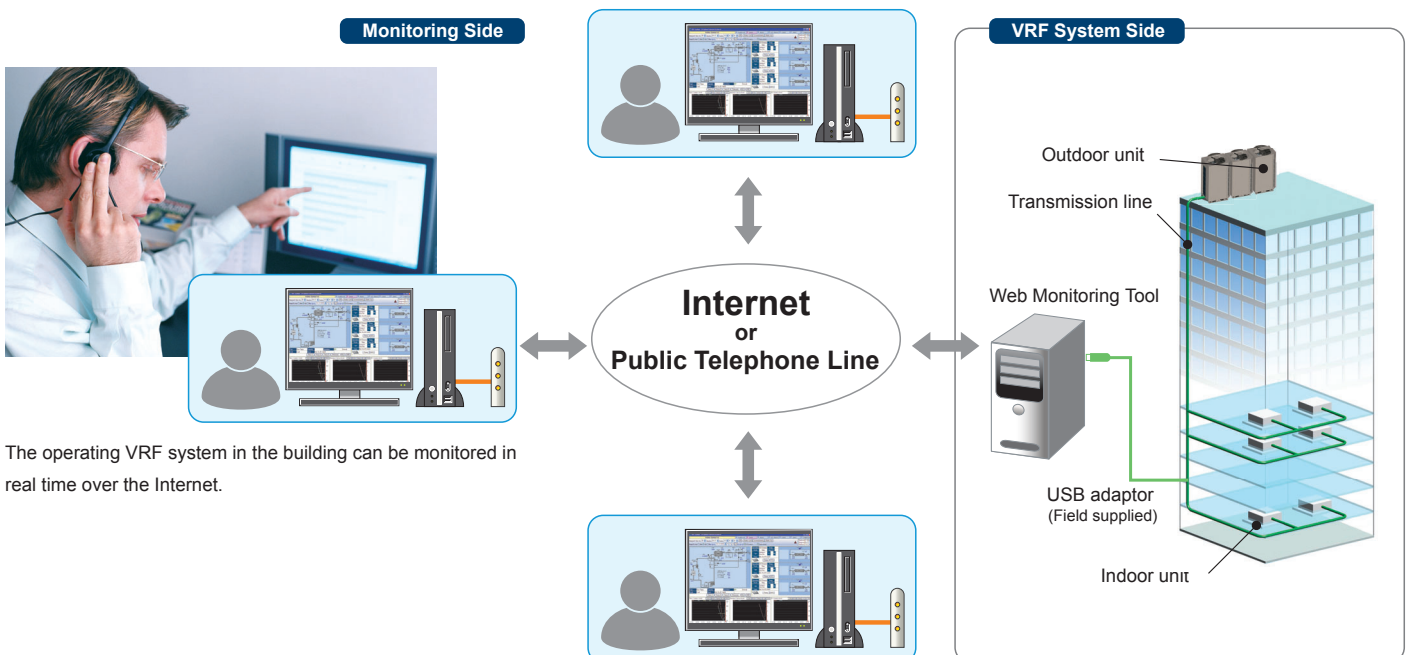 Monitoring Side
VRF System Side
Outdoor unit
Transmission line
Internet
or
Public Telephone Line
Web Monitoring Tool
The operating VRF system in the building can be monitored in
real time over the Internet.
USB adaptor
(Field supplied)
Indoor unit